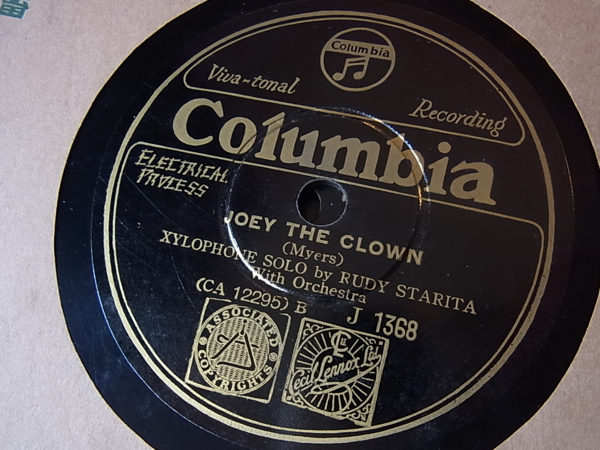 Columbia
Viva-tonal Recording
Columbia
ELECTRICAL
PROCESS
JOEY THE CLOWN
(Myers)
XYLOPHONE SOLO by RUDY STARITA
With Orchestra
(CA 12295) B J 1368
ASSOCIATED
COPYRIGHTS
Cecil Lennox Ltd.